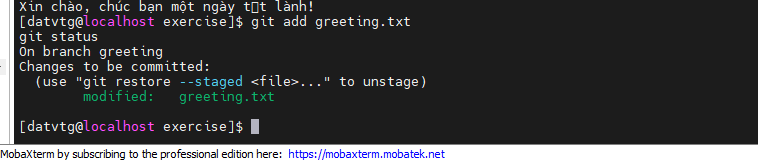 Xin chào, chúc bạn một ngày t▯t lành!
[datvtg@localhost exercise]$ git add greeting.txt
git status
On branch greeting
Changes to be committed:
  (use "git restore --staged <file>..." to unstage)
        modified:   greeting.txt
[datvtg@localhost exercise]$
MobaXterm by subscribing to the professional edition here:  https://mobaxterm.mobatek.net